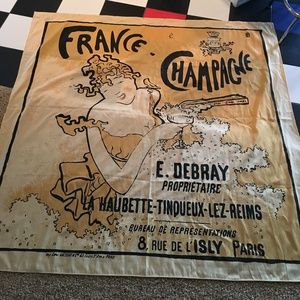 FRANCE-
CHAMPAGNE
E. DEBRAY
PROPRIÉTAIRE
LA HAUBETTE-TINQUEUX-LEZ-REIMS
BUREAU DE REPRÉSENTATIONS
8 RUE DE L'ISLY PARIS